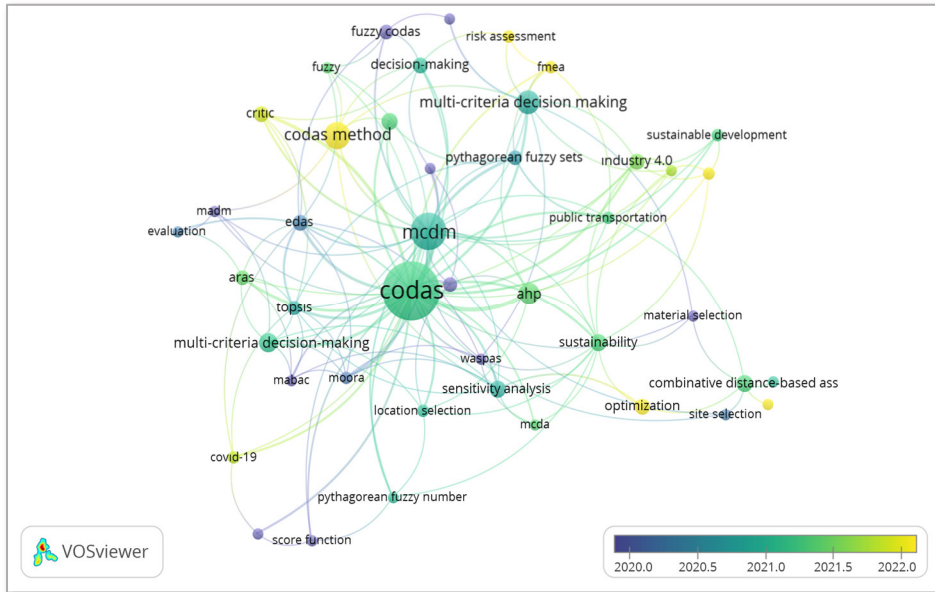 fuzzy codas
risk assessment
decision-making
fuzzy
fmea
multi-criteria decision making
critic
codas method
sustainable development
pythagorean fuzzy sets
industry 4.0
madm
edas
public transportation
evaluation
mcdm
aras
codas
ahp
topsis
material selection
multi-criteria decision-making
sustainability
waspas
mabac
moora
sensitivity analysis
combinative distance-based ass
location selection
optimization
site selection
mcda
covid-19
pythagorean fuzzy number
score function
VOSviewer
2020.0 2020.5 2021.0 2021.5 2022.0